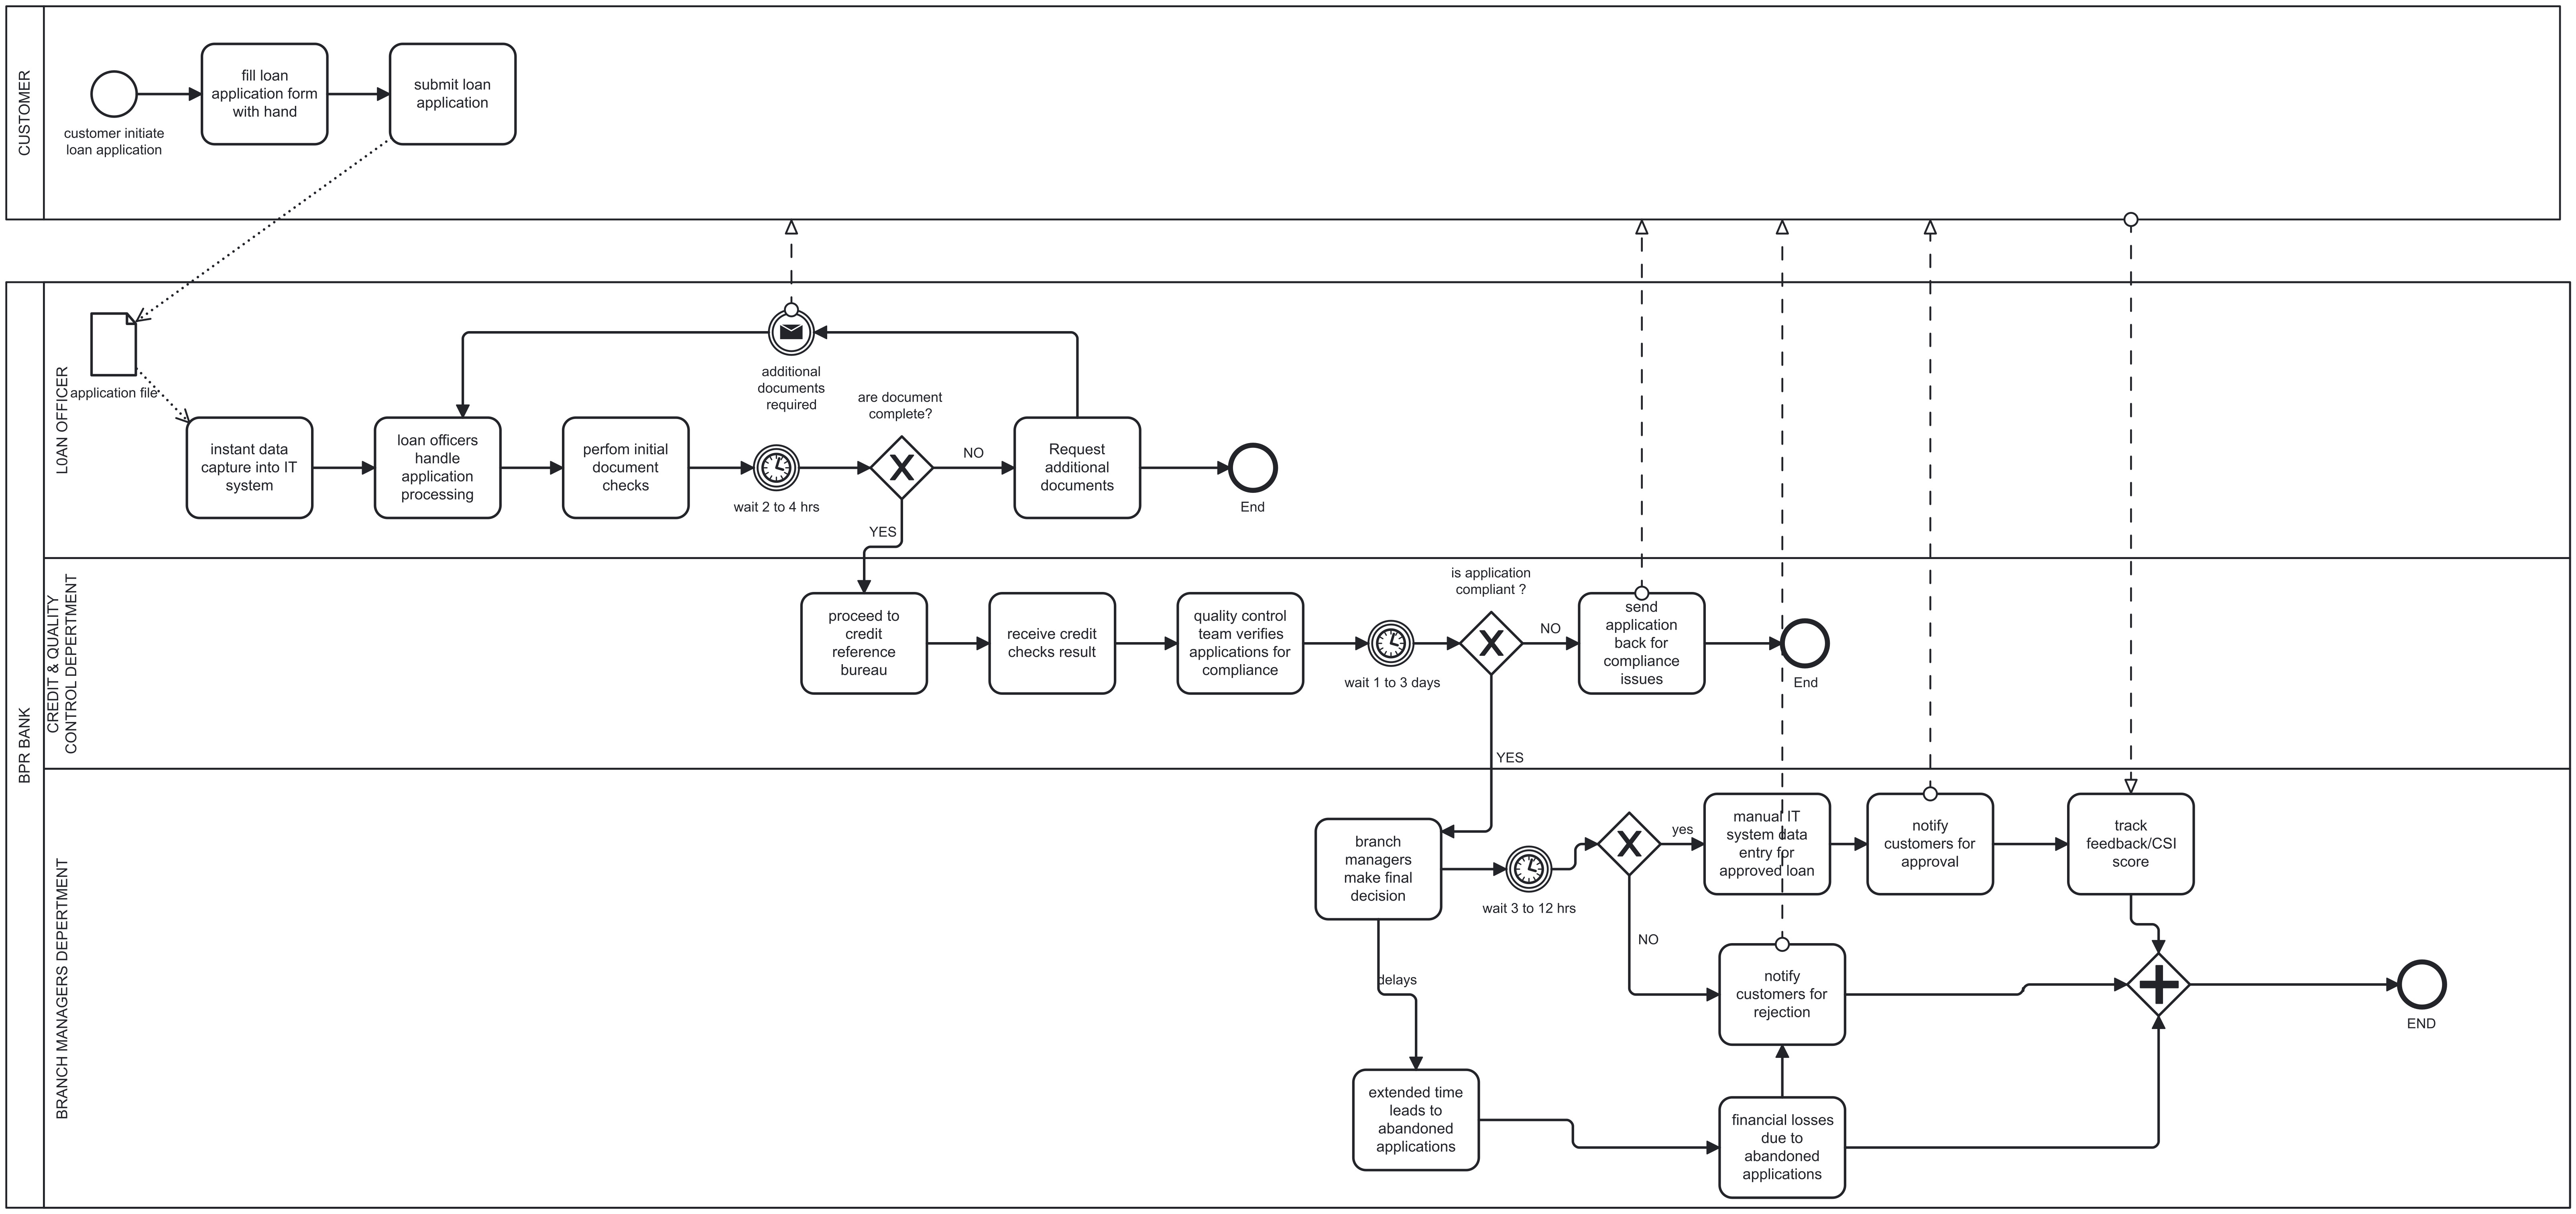 CUSTOMER
customer initiate
loan application
fill loan
application form
with hand
submit loan
application
BPR BANK
L0AN OFFICER
application file
instant data
capture into IT
system
loan officers
handle
application
processing
perfom initial
document
checks
wait 2 to 4 hrs
additional
documents
required
are document
complete?
NO
YES
Request
additional
documents
End
CREDIT & QUALITY
CONTROL DEPERTMENT
proceed to
credit
reference
bureau
receive credit
checks result
quality control
team verifies
applications for
compliance
wait 1 to 3 days
is application
compliant ?
NO
YES
send
application
back for
compliance
issues
End
BRANCH MANAGERS DEPERTMENT
branch
managers
make final
decision
wait 3 to 12 hrs
yes
NO
delays
manual IT
system data
entry for
approved loan
notify
customers for
approval
track
feedback/CSI
score
notify
customers for
rejection
extended time
leads to
abandoned
applications
financial losses
due to
abandoned
applications
END